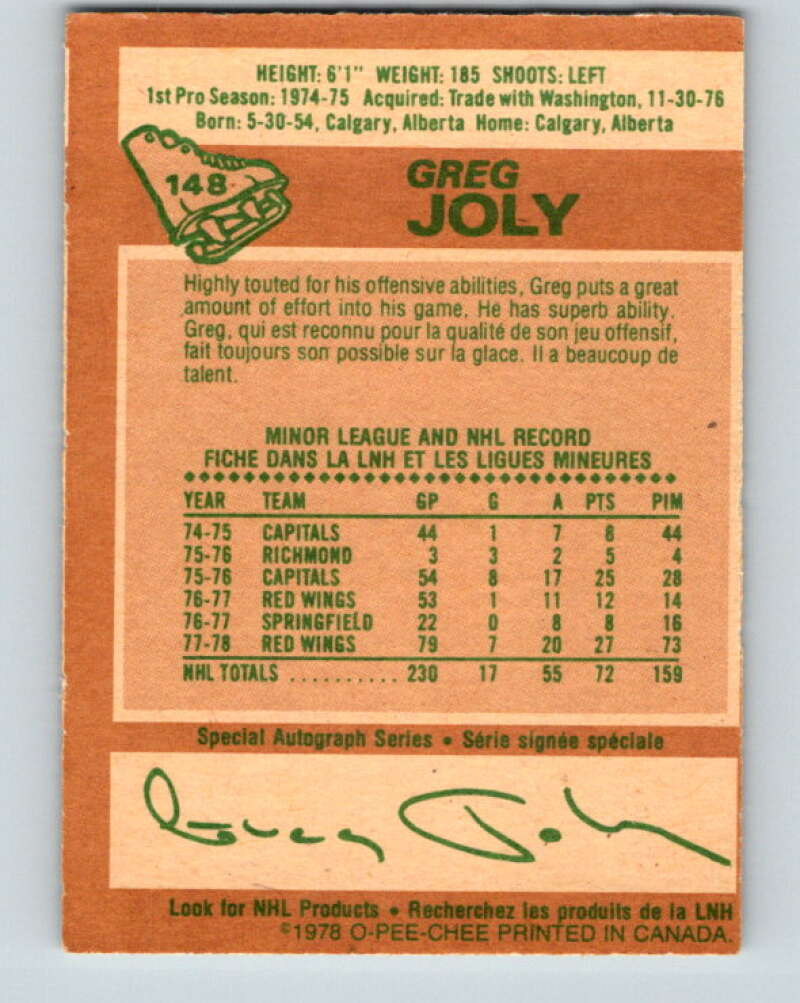 HEIGHT: 6'1" WEIGHT: 185 SHOOTS: LEFT
1st Pro Season: 1974-75 Acquired: Trade with Washington, 11-30-76
Born: 5-30-54, Calgary, Alberta Home: Calgary, Alberta
148
GREG
JOLY
Highly touted for his offensive abilities, Greg puts a great
amount of effort into his game. He has superb ability.
Greg, qui est reconnu pour la qualité de son jeu offensif,
fait toujours son possible sur la glace. Il a beaucoup de
talent.
MINOR LEAGUE AND NHL RECORD
FICHE DANS LA LNH ET LES LIGUES MINEURES
YEAR TEAM GP G A PTS PIM
74-75 CAPITALS 44 1 7 8 44
75-76 RICHMOND 3 3 2 5 4
75-76 CAPITALS 54 8 17 25 28
76-77 RED WINGS 53 1 11 12 14
76-77 SPRINGFIELD 22 0 8 8 16
77-78 RED WINGS 79 7 20 27 73
NHL TOTALS .......... 230 17 55 72 159
Special Autograph Series • Série signée spéciale
Greg Joly
Look for NHL Products • Recherchez les produits de la LNH
©1978 O-PEE-CHEE PRINTED IN CANADA.